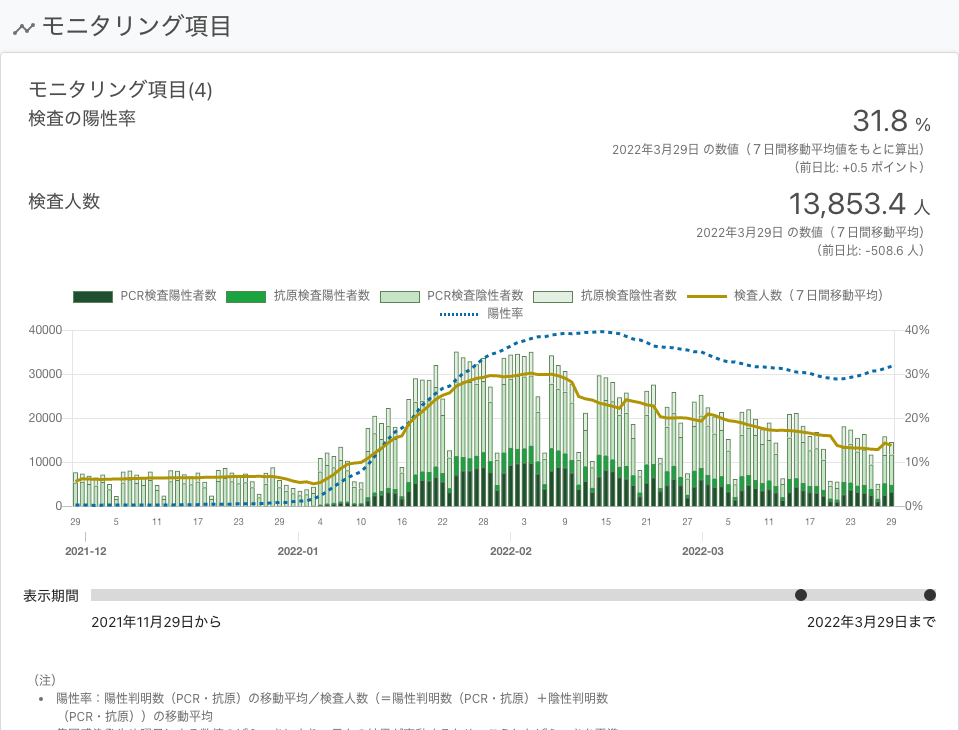 モニタリング項目
モニタリング項目(4)
検査の陽性率
31.8 %
2022年3月29日 の数値（７日間移動平均値をもとに算出）
（前日比: +0.5 ポイント）
検査人数
13,853.4 人
2022年3月29日 の数値（７日間移動平均）
（前日比: -508.6 人）
PCR検査陽性者数 抗原検査陽性者数 PCR検査陰性者数 抗原検査陰性者数 検査人数（７日間移動平均）
陽性率
40000 40%
30000 30%
20000 20%
10000 10%
0 0%
29 5 11 17 23 29 4 10 16 22 28 3 9 15 21 27 5 11 17 23 29
2021-12 2022-01 2022-02 2022-03
表示期間
2021年11月29日から 2022年3月29日まで
（注）
• 陽性率：陽性判明数（PCR・抗原）の移動平均／検査人数（＝陽性判明数（PCR・抗原）＋陰性判明数
（PCR・抗原））の移動平均